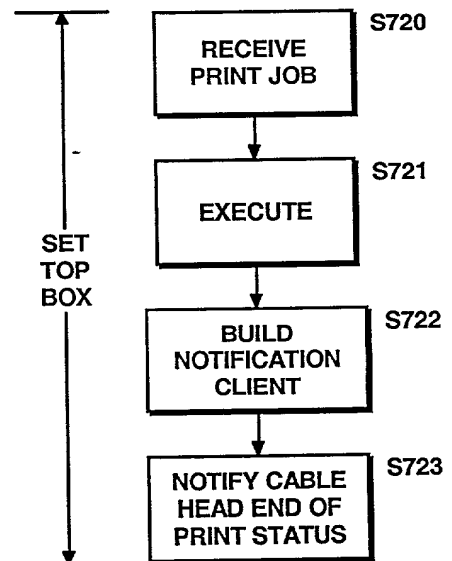 S720
RECEIVE
PRINT JOB
S721
EXECUTE
SET
TOP
BOX
S722
BUILD
NOTIFICATION
CLIENT
S723
NOTIFY CABLE
HEAD END OF
PRINT STATUS